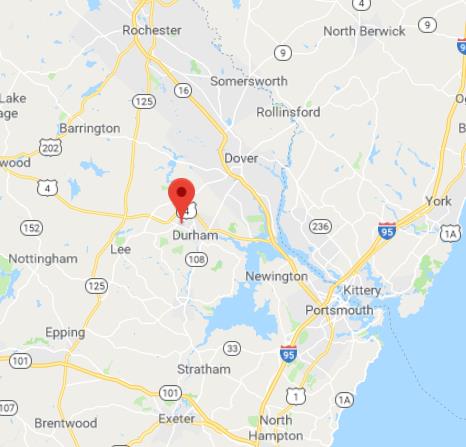 4
Rochester
North Berwick
9
9
9
Somersworth
Lake
16
125
Rollinsford
Barrington
202
Dover
wood
4
4
York
236
95
1A
152
Durham
Lee
108
Nottingham
Newington
125
Kittery
Portsmouth
Epping
33
95
101
Stratham
101
1
1A
107
Brentwood
Exeter
North
Hampton